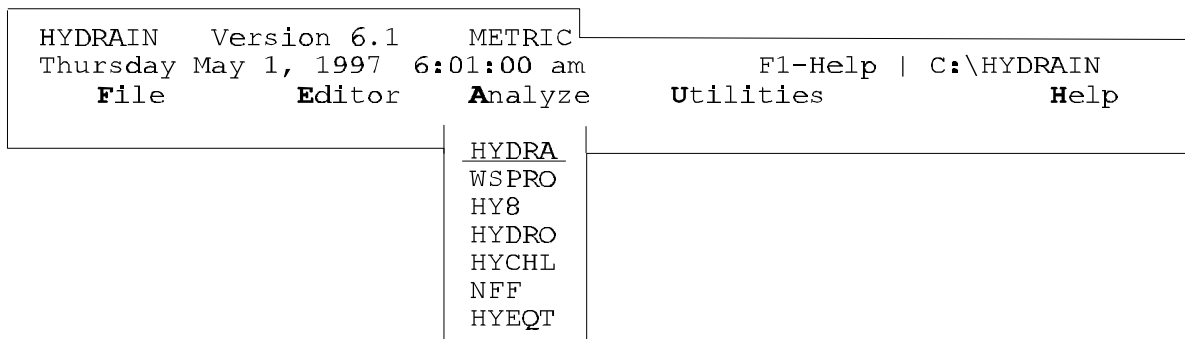 HYDRAIN Version 6.1 METRIC
Thursday May 1, 1997 6:01:00 am F1-Help | C:\HYDRAIN
File Editor Analyze Utilities Help
HYDRA
WSPRO
HY8
HYDRO
HYCHL
NFF
HYEQT